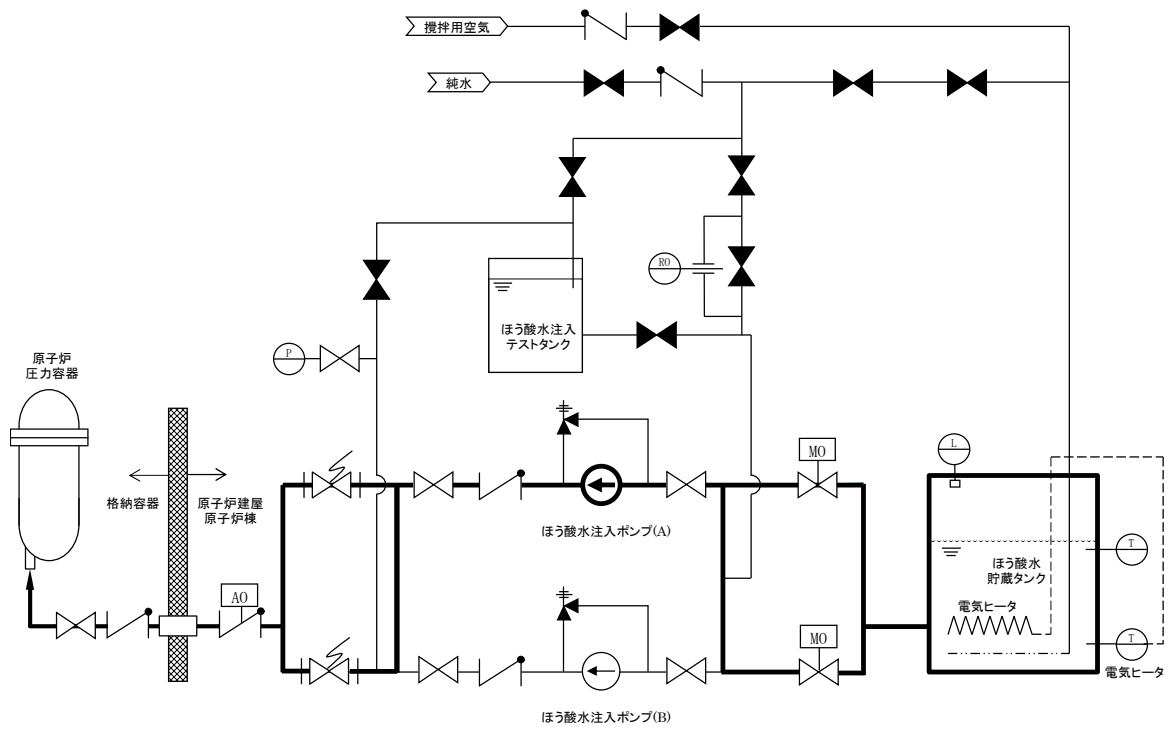 攪拌用空気
純水
RO
ほう酸水注入
テストタンク
P
原子炉
圧力容器
格納容器
原子炉建屋
原子炉棟
MO
L
ほう酸水注入ポンプ(A)
T
ほう酸水
貯蔵タンク
電気ヒータ
AO
MO
T
電気ヒータ
ほう酸水注入ポンプ(B)